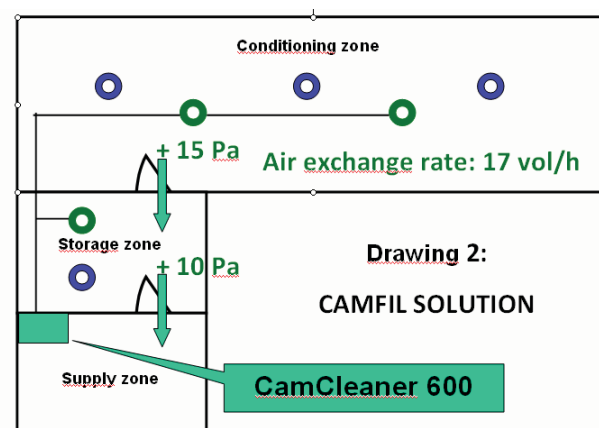 Conditioning zone
+ 15 Pa
Air exchange rate: 17 vol/h
Storage zone
+ 10 Pa
Drawing 2:
CAMFIL SOLUTION
Supply zone
CamCleaner 600